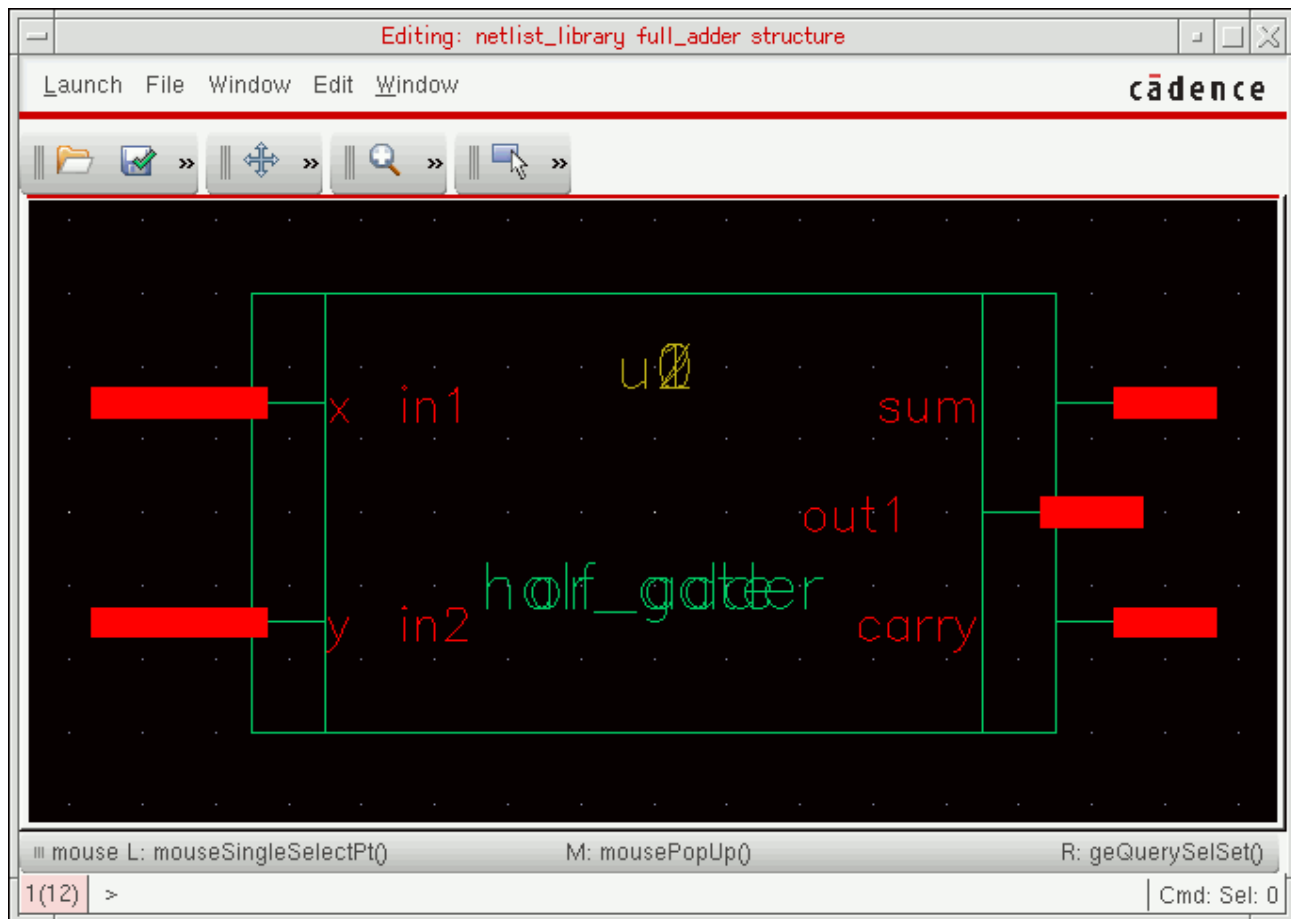 Editing: netlist_library full_adder structure
Launch File Window Edit Window
cādence
» » » »
x in1 sum
out1
y in2 carry
mouse L: mouseSingleSelectPt() M: mousePopUp() R: geQuerySelSet()
1(12) > Cmd: Sel: 0